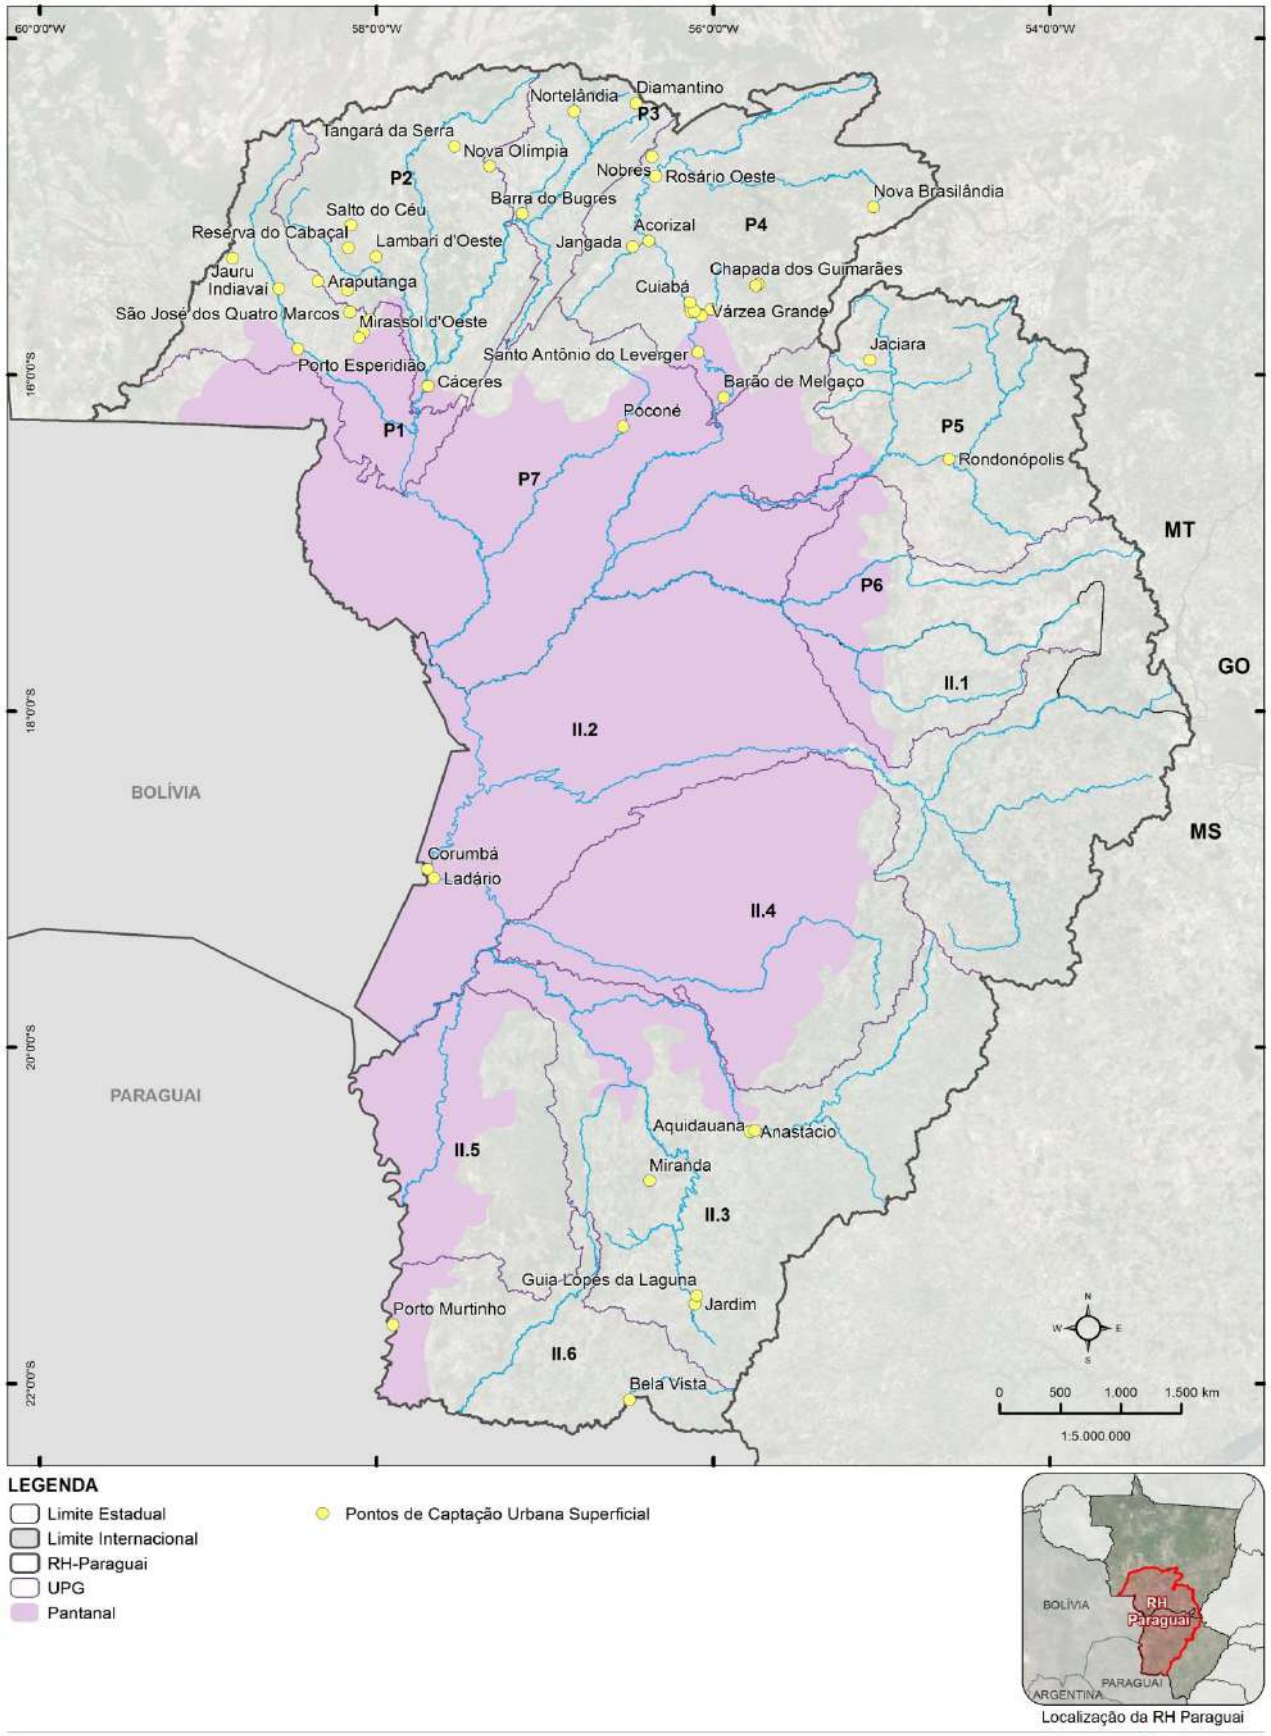 60°0'0"W
58°0'0"W
56°0'0"W
54°0'0"W
Diamantino
Nortelândia
P3
Tangará da Serra
Nova Olímpia
Nobres
Rosário Oeste
P2
Nova Brasilândia
Barra do Bugres
Salto do Céu
Acorizal
P4
Reserva do Cabaçal
Lambari d'Oeste
Jangada
Jauru
Chapada dos Guimarães
Indiavaí
Araputanga
Cuiabá
São José dos Quatro Marcos
Várzea Grande
Mirassol d'Oeste
Jaciara
Santo Antônio do Leverger
Porto Esperidião
Cáceres
Barão de Melgaço
16°0'0"S
Poconé
P1
P5
Rondonópolis
P7
MT
P6
GO
II.1
18°0'0"S
II.2
BOLÍVIA
MS
Corumbá
Ladário
II.4
20°0'0"S
PARAGUAI
Aquidauana
Anastácio
II.5
Miranda
II.3
Guia Lopes da Laguna
Jardim
Porto Murtinho
N
W
E
S
II.6
Bela Vista
22°0'0"S
0 500 1.000 1.500 km
1:5.000.000
LEGENDA
Limite Estadual
Limite Internacional
RH-Paraguai
UPG
Pantanal
Pontos de Captação Urbana Superficial
BOLÍVIA
RH
Paraguai
PARAGUAI
ARGENTINA
Localização da RH Paraguai